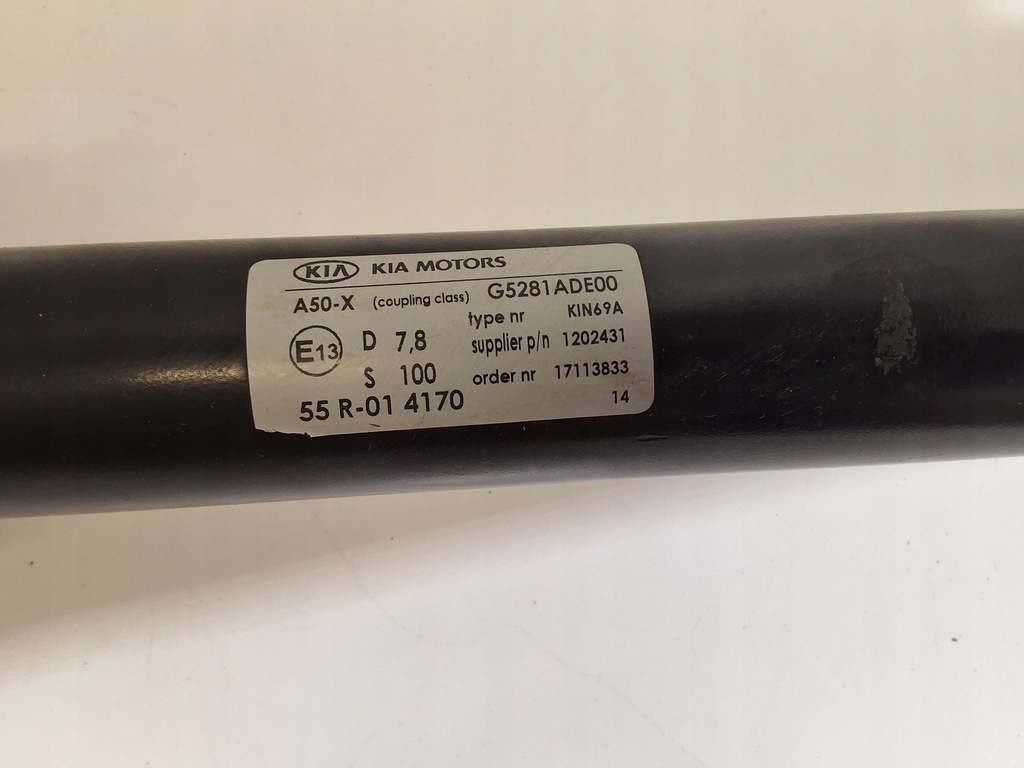 KIA KIA MOTORS
A50-X (coupling class) G5281ADE00
type nr KIN69A
E13 D 7,8 supplier p/n 1202431
S 100 order nr 17113833
55 R-01 4170 14